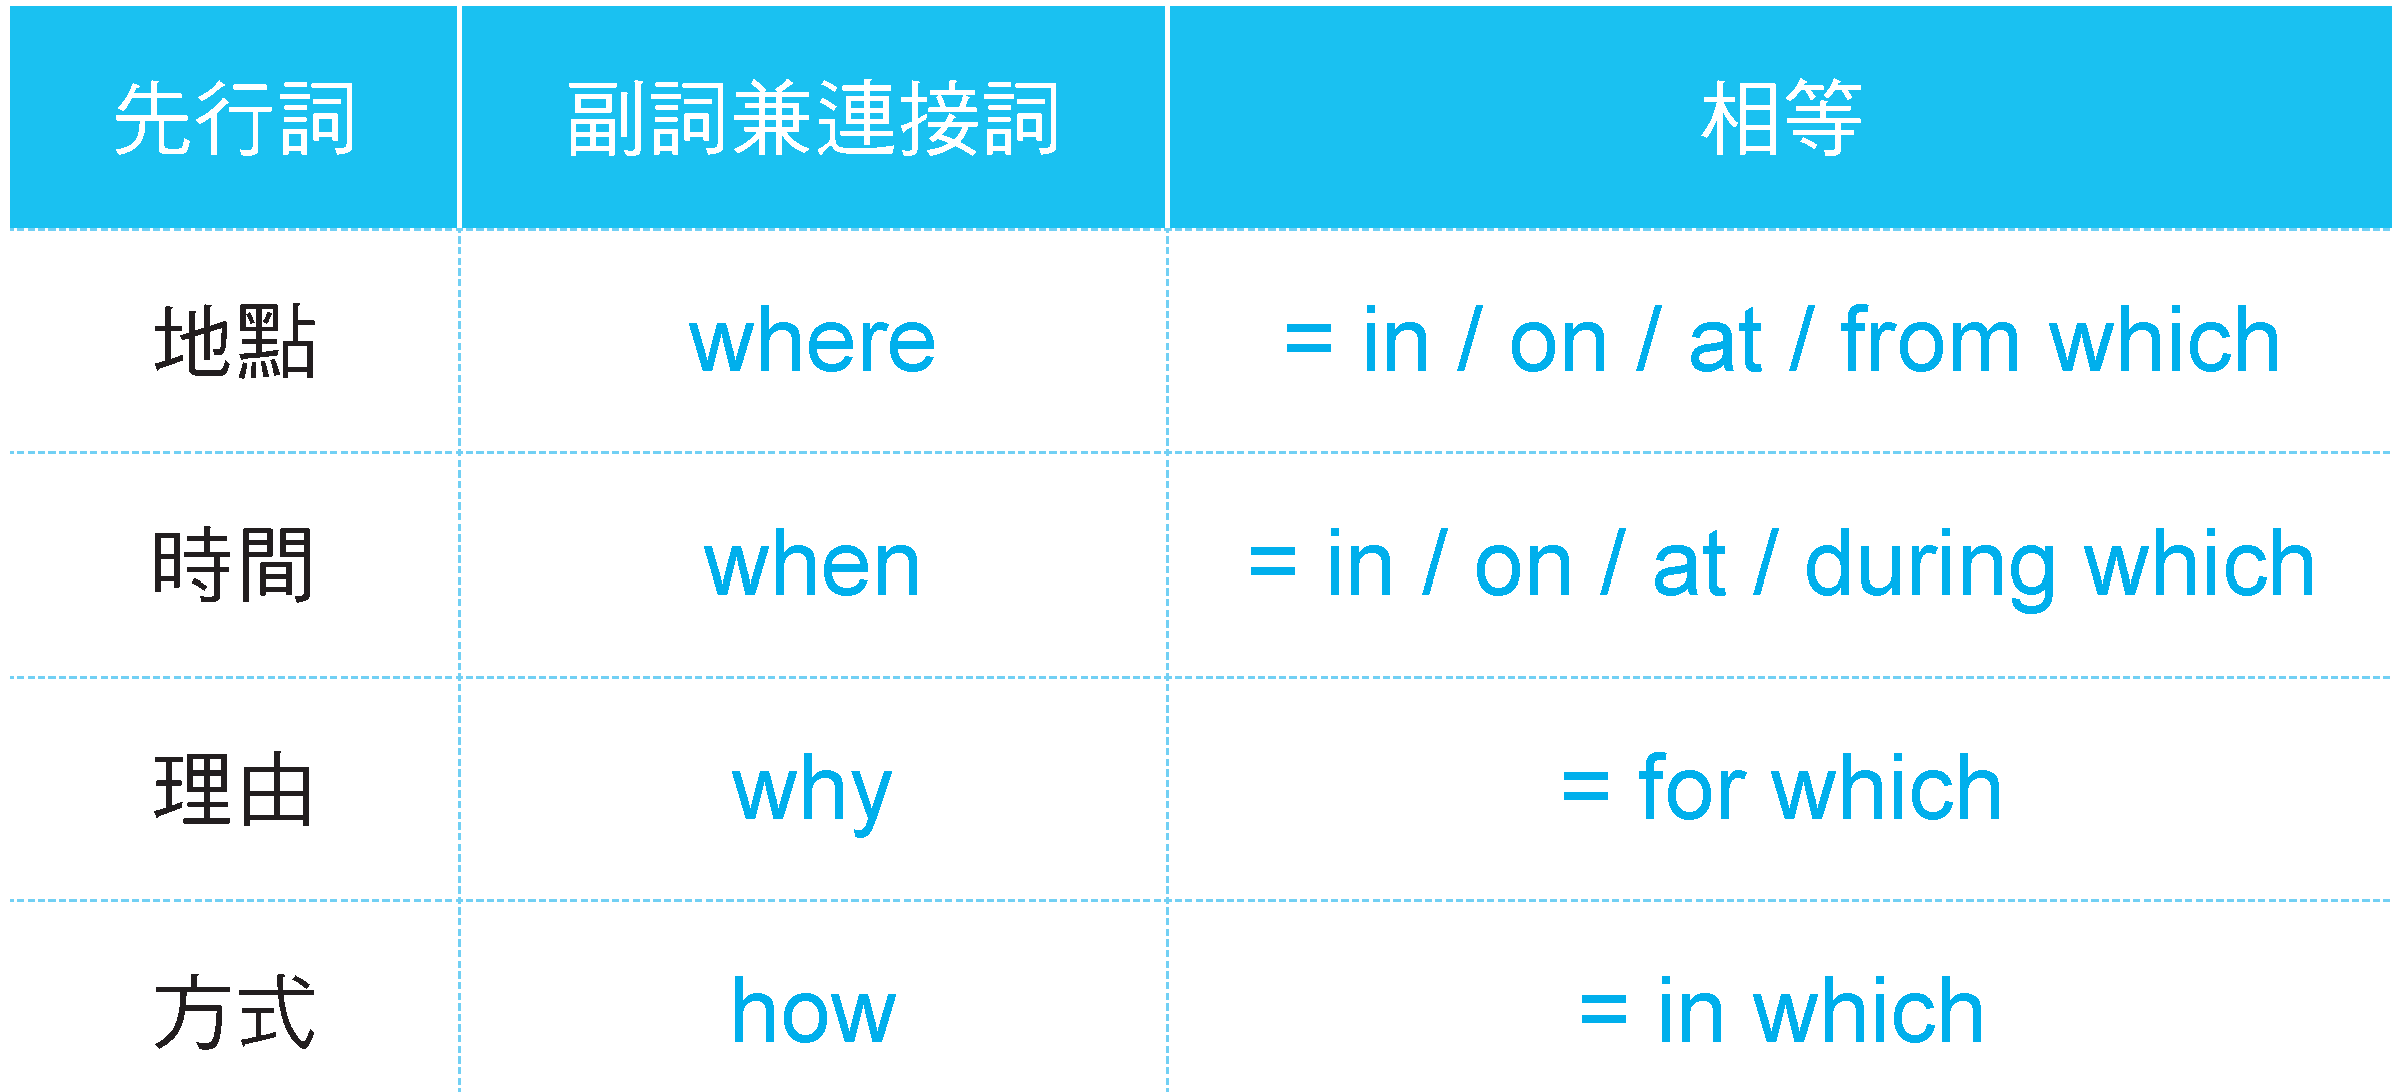 先行詞 副詞兼連接詞 相等
地點 where = in / on / at / from which
時間 when = in / on / at / during which
理由 why = for which
方式 how = in which